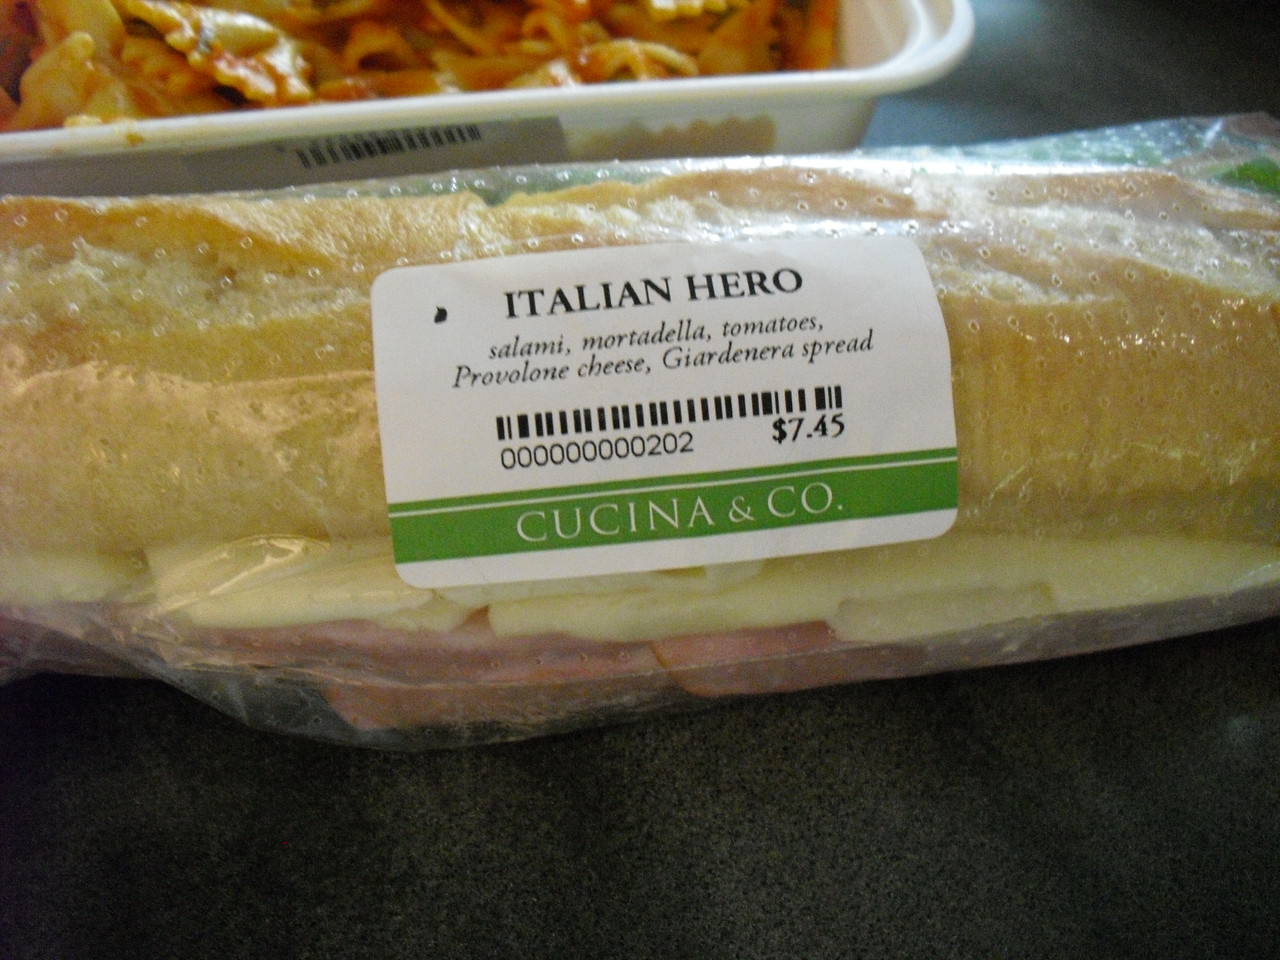 ITALIAN HERO
salami, mortadella, tomatoes,
Provolone cheese, Giardenera spread
000000000202 $7.45
CUCINA & CO.